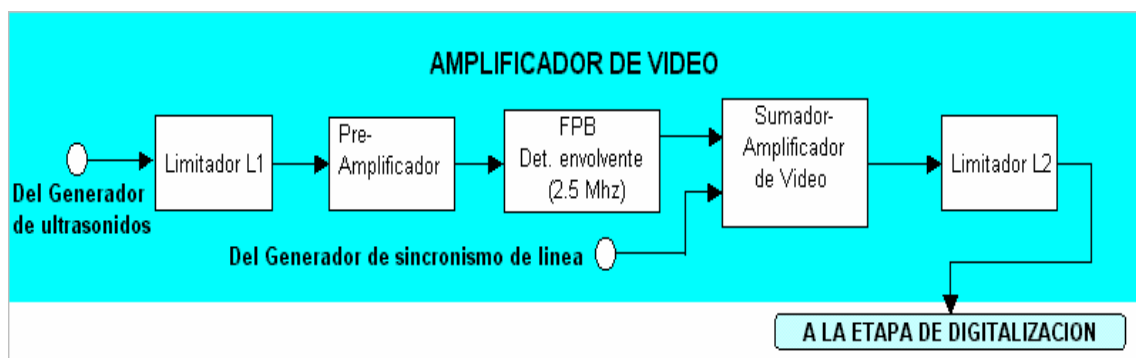 AMPLIFICADOR DE VIDEO
Del Generador
de ultrasonidos
Limitador L1
Pre-
Amplificador
FPB
Det. envolvente
(2.5 Mhz)
Del Generador de sincronismo de linea
Sumador-
Amplificador
de Video
Limitador L2
A LA ETAPA DE DIGITALIZACION